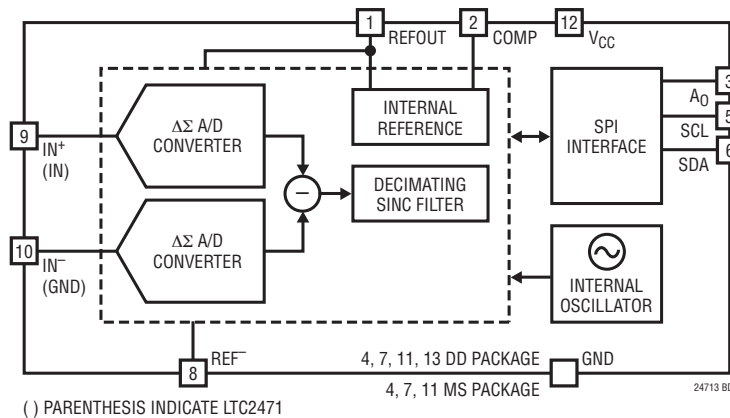 1
REFOUT
2
COMP
12
VCC
9
IN+
(IN)
ΔΣ A/D
CONVERTER
INTERNAL
REFERENCE
SPI
INTERFACE
3
A0
5
SCL
6
SDA
−
DECIMATING
SINC FILTER
10
IN−
(GND)
ΔΣ A/D
CONVERTER
INTERNAL
OSCILLATOR
8
REF−
4, 7, 11, 13 DD PACKAGE
4, 7, 11 MS PACKAGE
GND
24713 BD
( ) PARENTHESIS INDICATE LTC2471